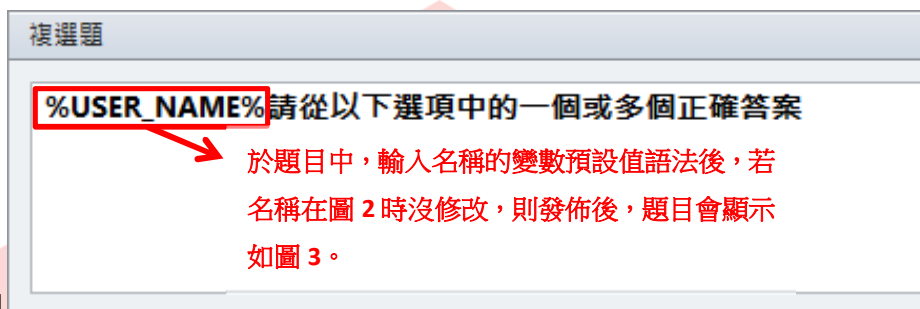 複選題
%USER_NAME%請從以下選項中的一個或多個正確答案
於題目中，輸入名稱的變數預設值語法後，若
名稱在圖 2 時沒修改，則發佈後，題目會顯示
如圖 3。